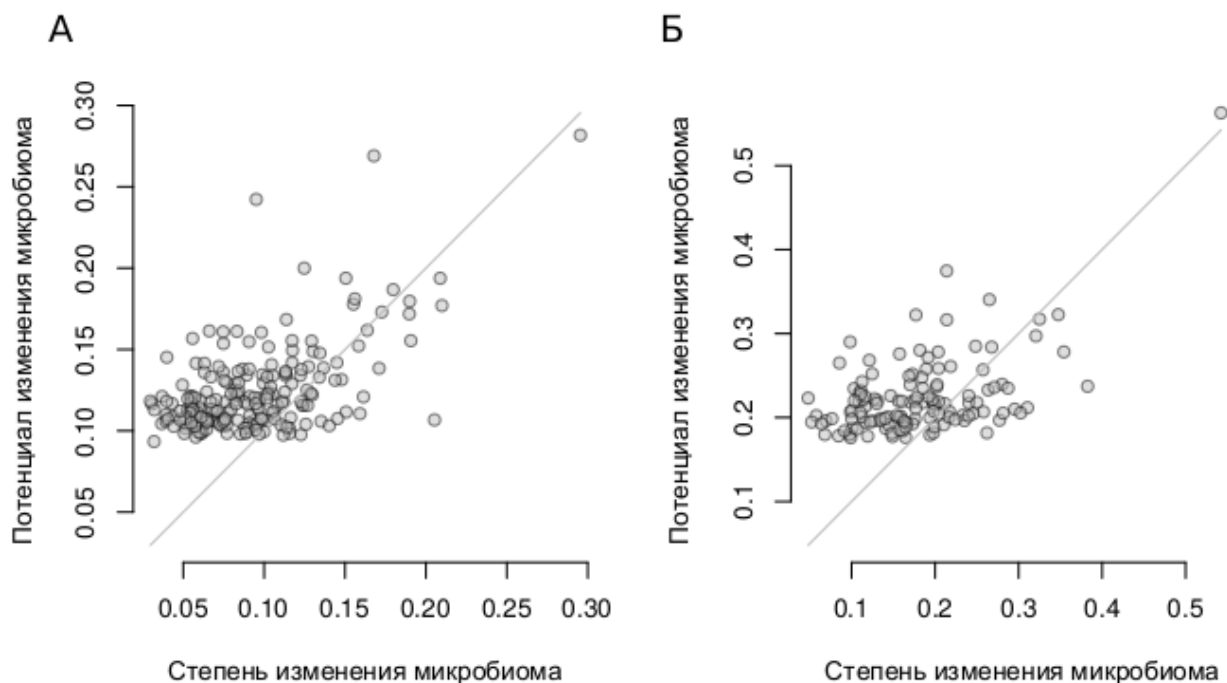 А
Потенциал изменения микробиома
0.30
0.25
0.20
0.15
0.10
0.05
0.05 0.10 0.15 0.20 0.25 0.30
Степень изменения микробиома
Б
Потенциал изменения микробиома
0.5
0.4
0.3
0.2
0.1
0.1 0.2 0.3 0.4 0.5
Степень изменения микробиома